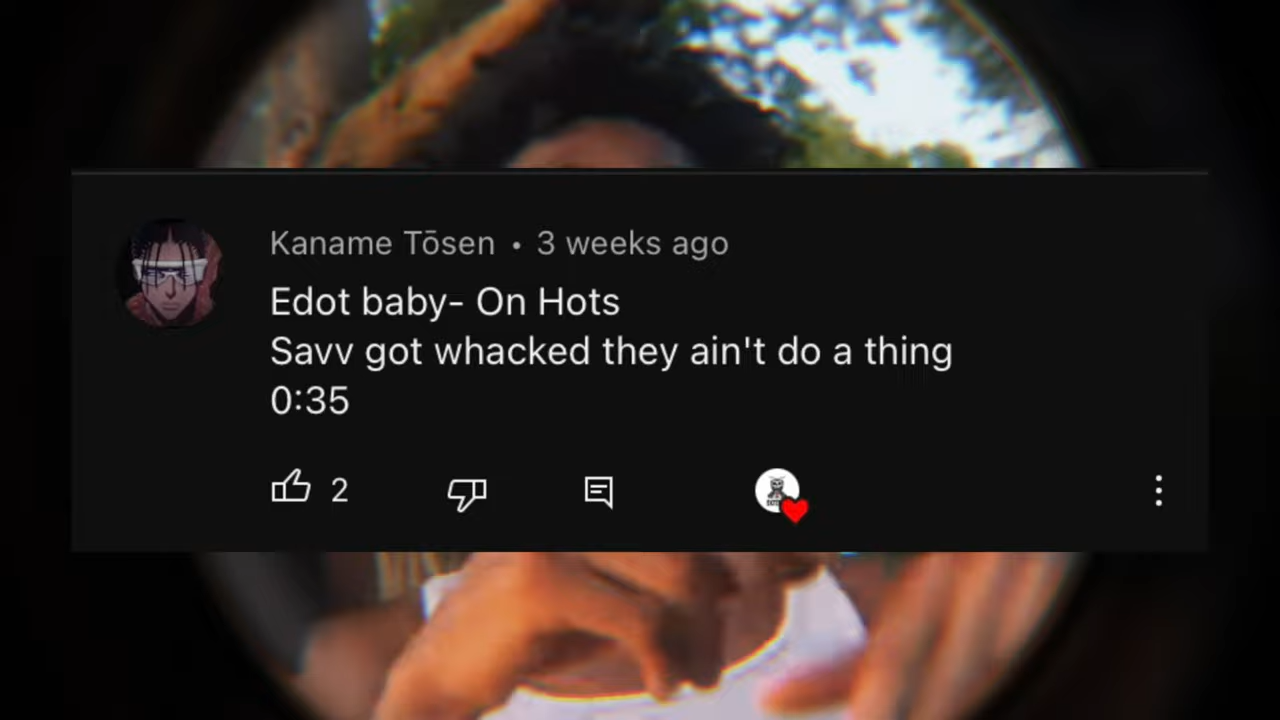 Kaname Tōsen • 3 weeks ago
Edot baby- On Hots
Savv got whacked they ain't do a thing
0:35
2